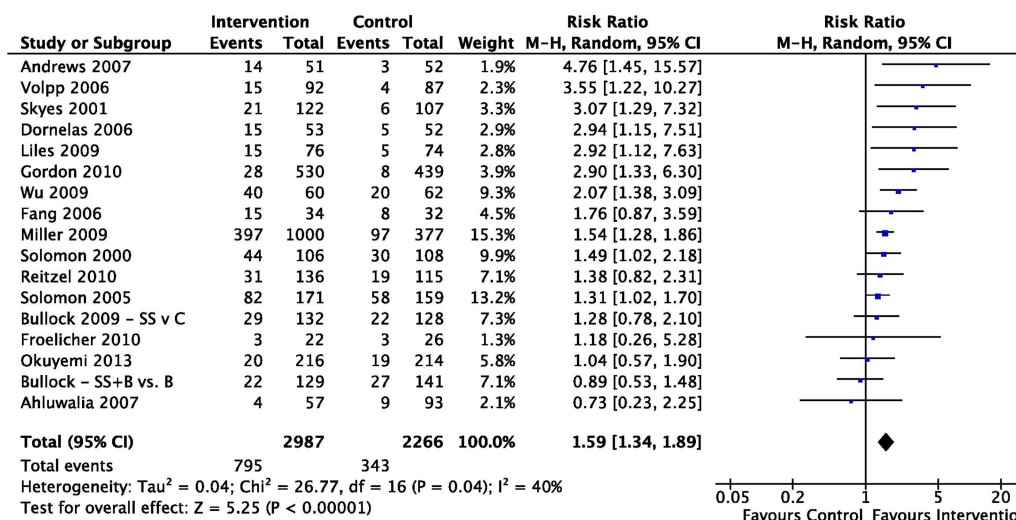 Intervention Control Risk Ratio Risk Ratio
Study or Subgroup Events Total Events Total Weight M-H, Random, 95% CI M-H, Random, 95% CI
Andrews 2007 14 51 3 52 1.9% 4.76 [1.45, 15.57]
Volpp 2006 15 92 4 87 2.3% 3.55 [1.22, 10.27]
Skyes 2001 21 122 6 107 3.3% 3.07 [1.29, 7.32]
Dornelas 2006 15 53 5 52 2.9% 2.94 [1.15, 7.51]
Liles 2009 15 76 5 74 2.8% 2.92 [1.12, 7.63]
Gordon 2010 28 530 8 439 3.9% 2.90 [1.33, 6.30]
Wu 2009 40 60 20 62 9.3% 2.07 [1.38, 3.09]
Fang 2006 15 34 8 32 4.5% 1.76 [0.87, 3.59]
Miller 2009 397 1000 97 377 15.3% 1.54 [1.28, 1.86]
Solomon 2000 44 106 30 108 9.9% 1.49 [1.02, 2.18]
Reitzel 2010 31 136 19 115 7.1% 1.38 [0.82, 2.31]
Solomon 2005 82 171 58 159 13.2% 1.31 [1.02, 1.70]
Bullock 2009 - SS v C 29 132 22 128 7.3% 1.28 [0.78, 2.10]
Froelicher 2010 3 22 3 26 1.3% 1.18 [0.26, 5.28]
Okuyemi 2013 20 216 19 214 5.8% 1.04 [0.57, 1.90]
Bullock - SS+B vs. B 22 129 27 141 7.1% 0.89 [0.53, 1.48]
Ahluwalia 2007 4 57 9 93 2.1% 0.73 [0.23, 2.25]
Total (95% CI) 2987 2266 100.0% 1.59 [1.34, 1.89]
Total events 795 343
Heterogeneity: Tau² = 0.04; Chi² = 26.77, df = 16 (P = 0.04); I² = 40%
Test for overall effect: Z = 5.25 (P < 0.00001)
0.05 0.2 1 5 20
Favours Control Favours Interventio